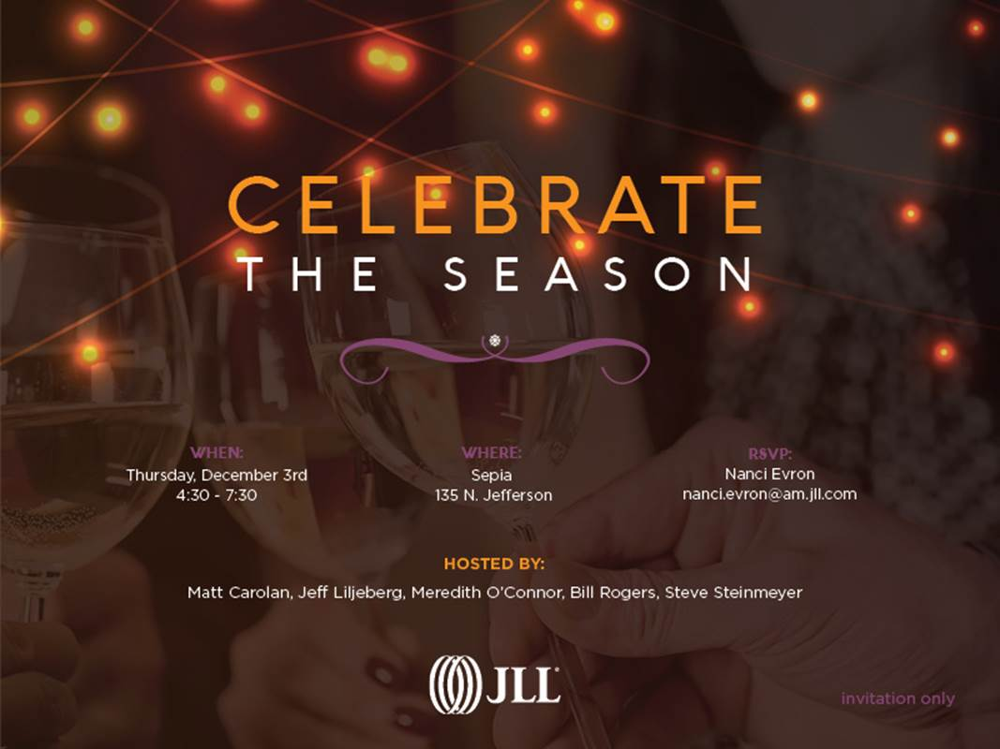 CELEBRATE
THE SEASON
WHEN:
Thursday, December 3rd
4:30 - 7:30
WHERE:
Sepia
135 N. Jefferson
RSVP:
Nanci Evron
nanci.evron@am.jll.com
HOSTED BY:
Matt Carolan, Jeff Liljeberg, Meredith O'Connor, Bill Rogers, Steve Steinmeyer
JLL®
invitation only